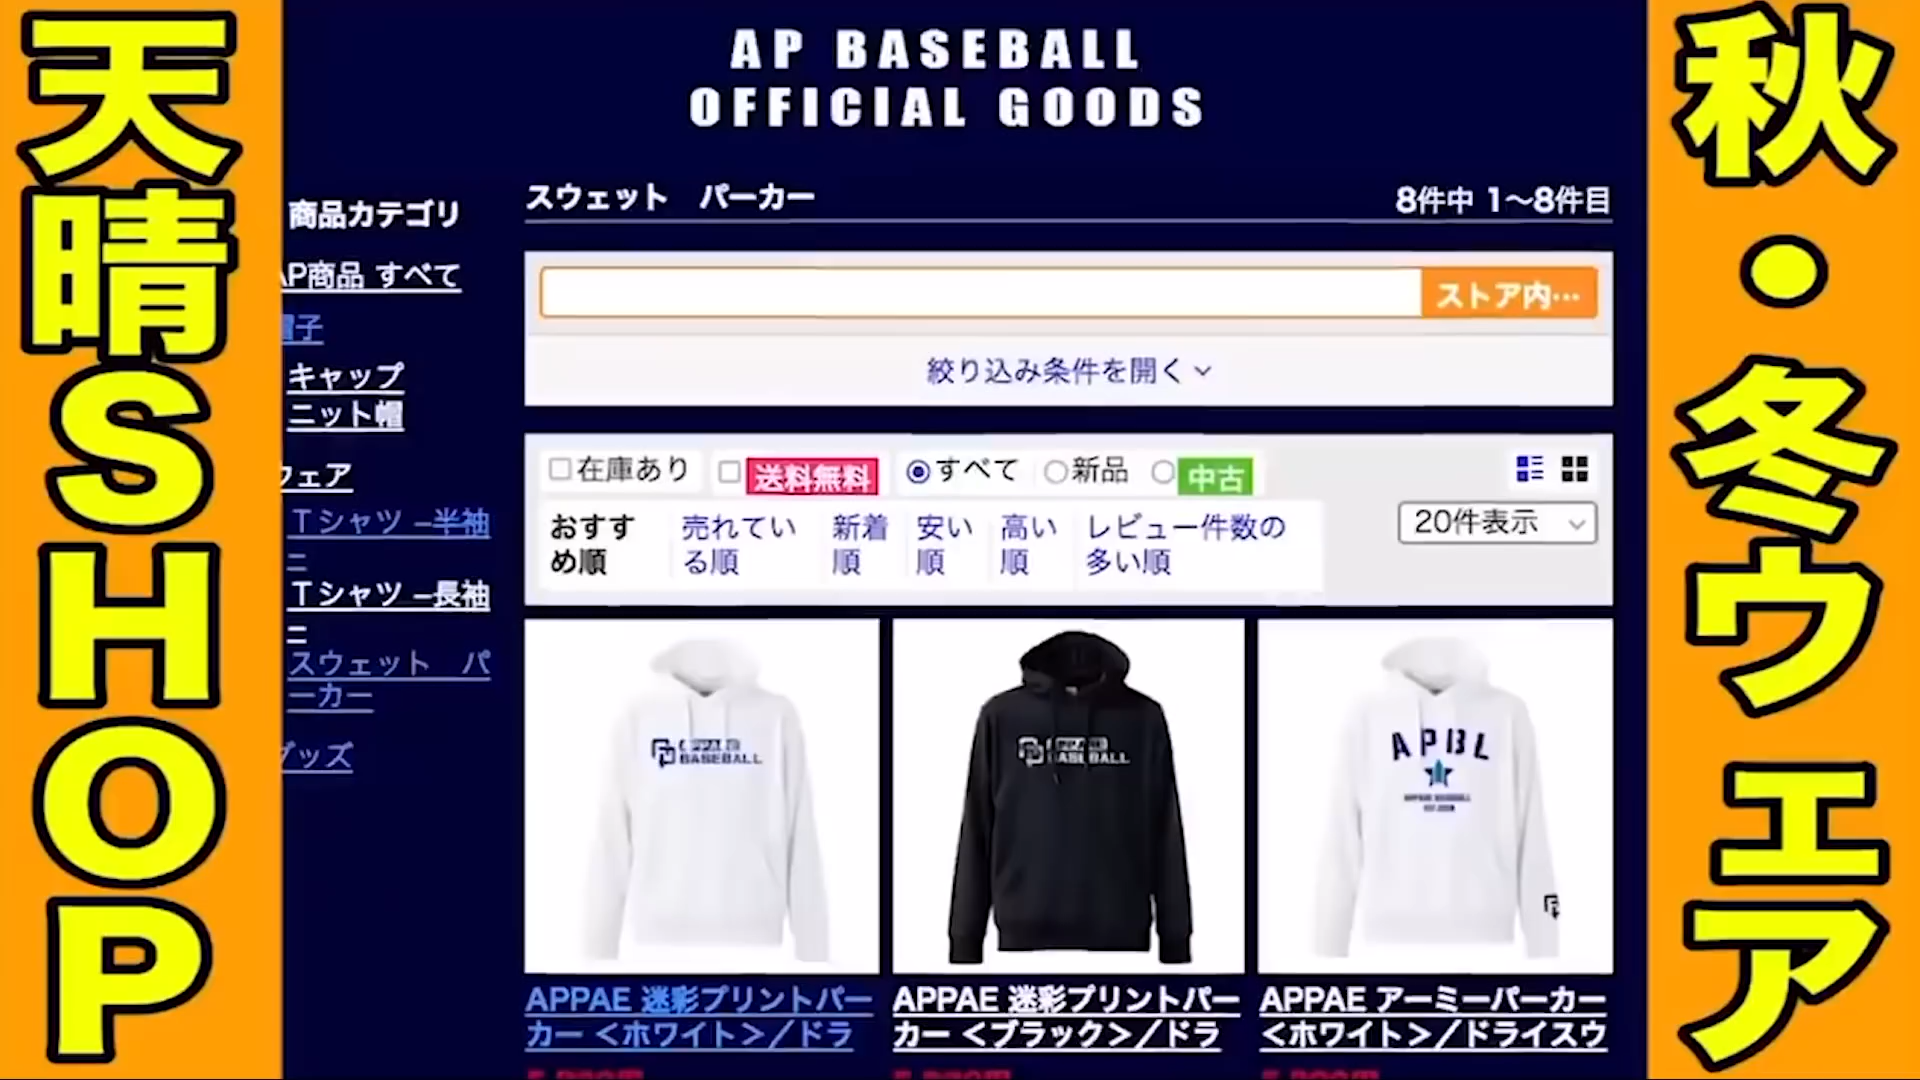 天晴SHOP
AP BASEBALL
OFFICIAL GOODS
商品カテゴリ
AP商品 すべて
帽子
キャップ
ニット帽
ウェア
Tシャツ –半袖
–
Tシャツ –長袖
–
スウェット　パ
ーカー
グッズ
スウェット　パーカー
8件中 1〜8件目
ストア内…
絞り込み条件を開く
在庫あり
送料無料
すべて
新品
中古
おすす
め順
売れてい
る順
新着
順
安い
順
高い
順
レビュー件数の
多い順
20件表示
APPAE
BASEBALL
APPAE
BASEBALL
APBL
APPAE 迷彩プリントパー
カー ＜ホワイト＞／ドラ
APPAE 迷彩プリントパー
カー ＜ブラック＞／ドラ
APPAE アーミーパーカー
＜ホワイト＞／ドライスウ
秋・冬ウェア